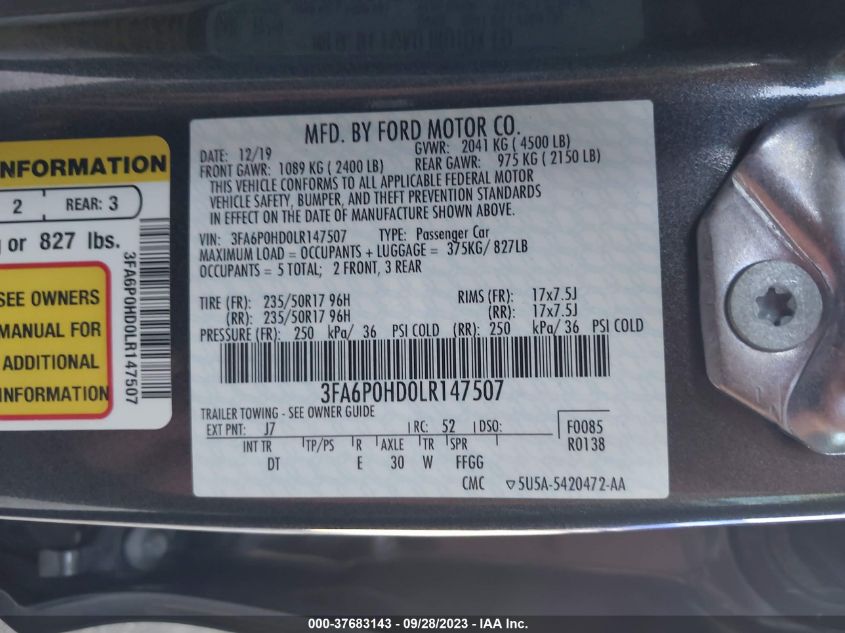 INFORMATION
2 REAR: 3
or 827 lbs.
SEE OWNERS
MANUAL FOR
ADDITIONAL
INFORMATION
3FA6P0HD0LR147507
MFD. BY FORD MOTOR CO.
DATE: 12/19 GVWR: 2041 KG ( 4500 LB)
FRONT GAWR: 1089 KG ( 2400 LB) REAR GAWR: 975 KG ( 2150 LB)
THIS VEHICLE CONFORMS TO ALL APPLICABLE FEDERAL MOTOR
VEHICLE SAFETY, BUMPER, AND THEFT PREVENTION STANDARDS
IN EFFECT ON THE DATE OF MANUFACTURE SHOWN ABOVE.
VIN: 3FA6P0HD0LR147507 TYPE: Passenger Car
MAXIMUM LOAD = OCCUPANTS + LUGGAGE = 375KG/ 827LB
OCCUPANTS = 5 TOTAL; 2 FRONT, 3 REAR
TIRE (FR): 235/50R17 96H RIMS (FR): 17x7.5J
(RR): 235/50R17 96H (RR): 17x7.5J
PRESSURE (FR): 250 kPa/ 36 PSI COLD (RR): 250 kPa/ 36 PSI COLD
3FA6P0HD0LR147507
TRAILER TOWING - SEE OWNER GUIDE
EXT PNT: J7 RC: 52 DSO: F0085
INT TR TP/PS R AXLE TR SPR R0138
DT E 30 W FFGG
CMC ▽5U5A-5420472-AA
000-37683143 - 09/28/2023 - IAA Inc.